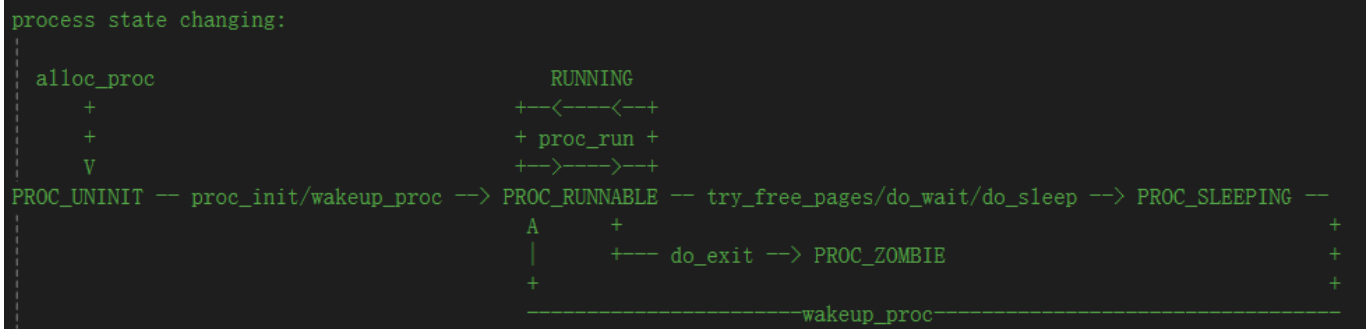 process state changing:
alloc_proc RUNNING
+ +--<----<--+
+ + proc_run +
V +-->---->--+
PROC_UNINIT -- proc_init/wakeup_proc --> PROC_RUNNABLE -- try_free_pages/do_wait/do_sleep --> PROC_SLEEPING --
A + +
| +--- do_exit --> PROC_ZOMBIE +
+ +
-----------------------wakeup_proc----------------------------------